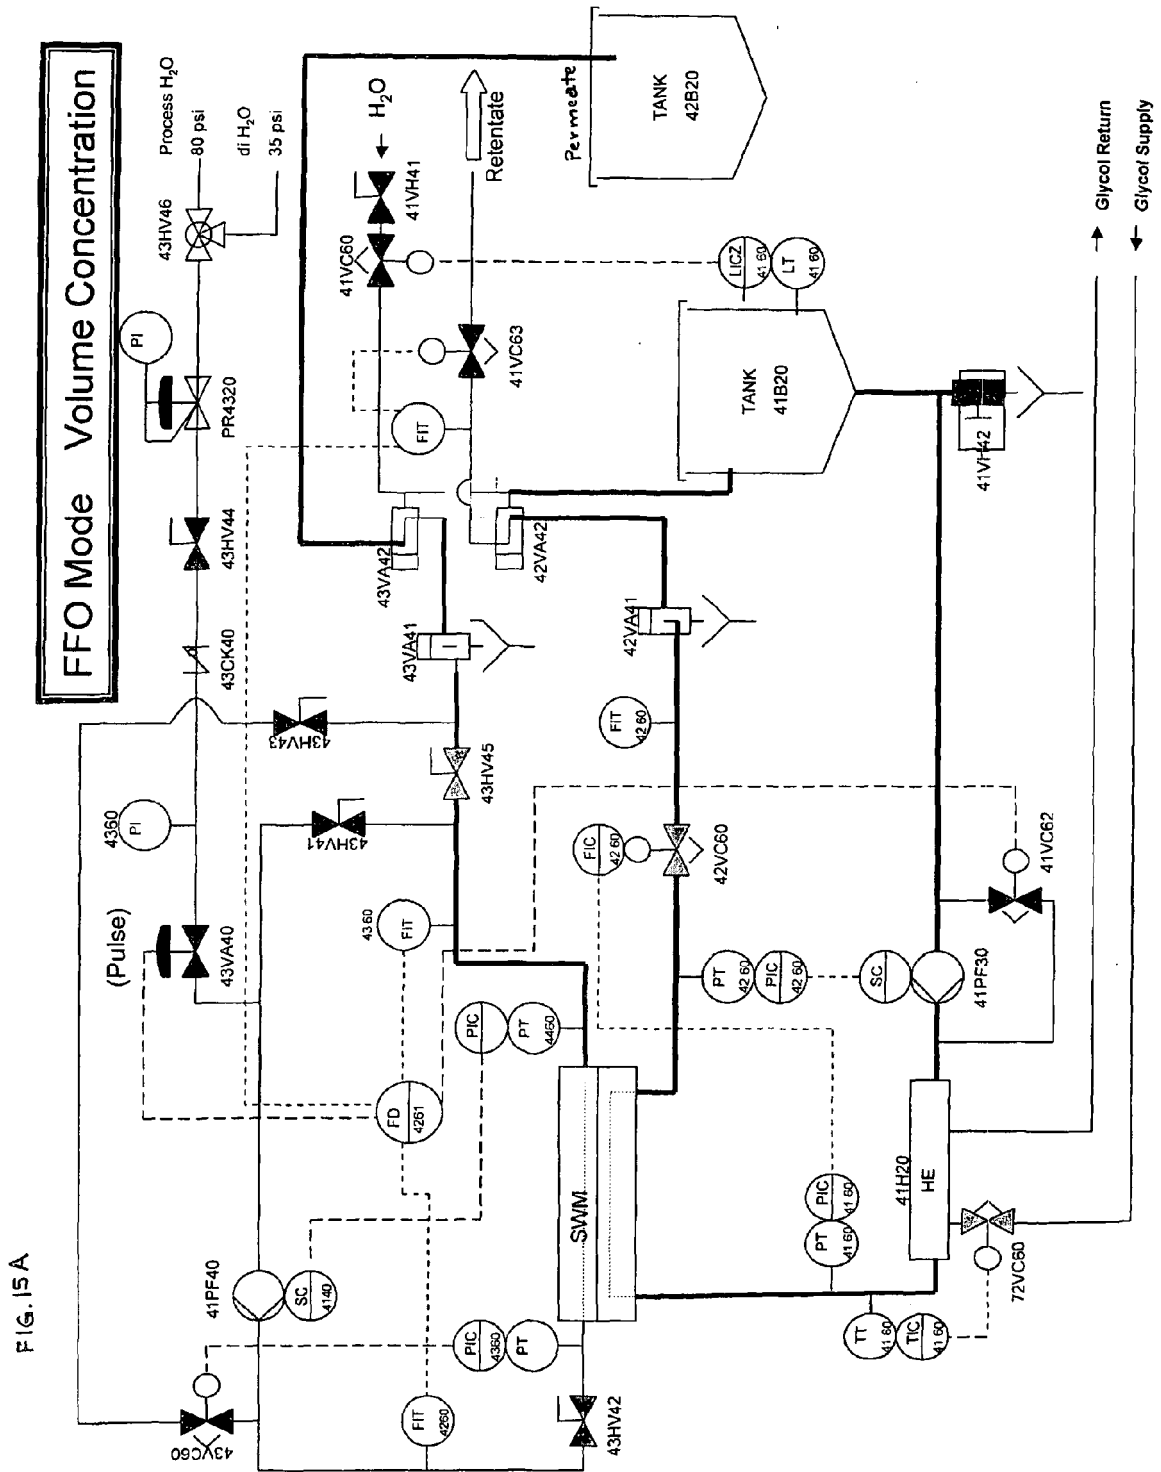 FIG. 15A
FFO Mode Volume Concentration
Process H2O
80 psi
di H2O
35 psi
43HV46
PI
PR4320
43HV44
43CK40
4360
PI
(Pulse)
43VA40
43HV43
43HV41
43HV45
43VA41
43VA42
42VA42
42VA41
H2O
41VH41
41VC60
Retentate
41VC63
FIT
Permeate
TANK
42B20
LICZ
41 60
LT
41 60
TANK
41B20
41VH42
Glycol Return
Glycol Supply
FIT
42 60
FIC
42 60
42VC60
41VC62
4360
FIT
PIC
PT
4460
FD
4261
PT
42 60
PIC
42 60
SC
41PF30
41PF40
SC
4140
SWM
PIC
41 60
PT
41 60
41H20
HE
72VC60
TT
41 60
TIC
41 60
PIC
4360
PT
FIT
4260
43HV42
43VC60